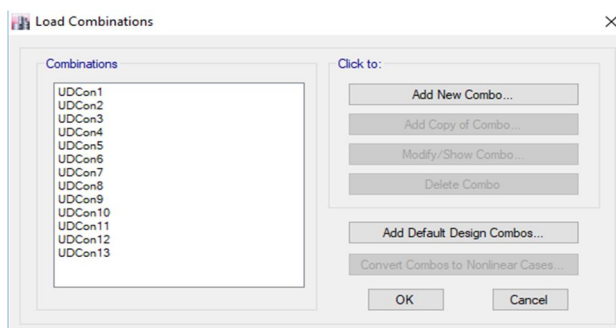 Load Combinations
Combinations
UDCon1
UDCon2
UDCon3
UDCon4
UDCon5
UDCon6
UDCon7
UDCon8
UDCon9
UDCon10
UDCon11
UDCon12
UDCon13
Click to:
Add New Combo...
Add Copy of Combo...
Modify/Show Combo...
Delete Combo
Add Default Design Combos...
Convert Combos to Nonlinear Cases...
OK
Cancel